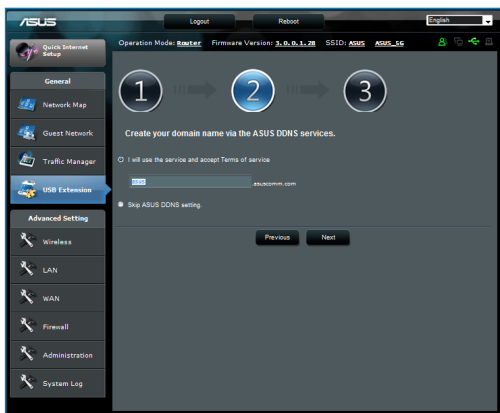 ASUS
Logout
Reboot
English
Quick Internet Setup
Operation Mode: Router Firmware Version: 3.0.0.1.28 SSID: ASUS ASUS_5G
General
Network Map
Guest Network
Traffic Manager
USB Extension
Advanced Setting
Wireless
LAN
WAN
Firewall
Administration
System Log
1
2
3
Create your domain name via the ASUS DDNS services.
I will use the service and accept Terms of service
.asuscomm.com
Skip ASUS DDNS setting.
Previous
Next